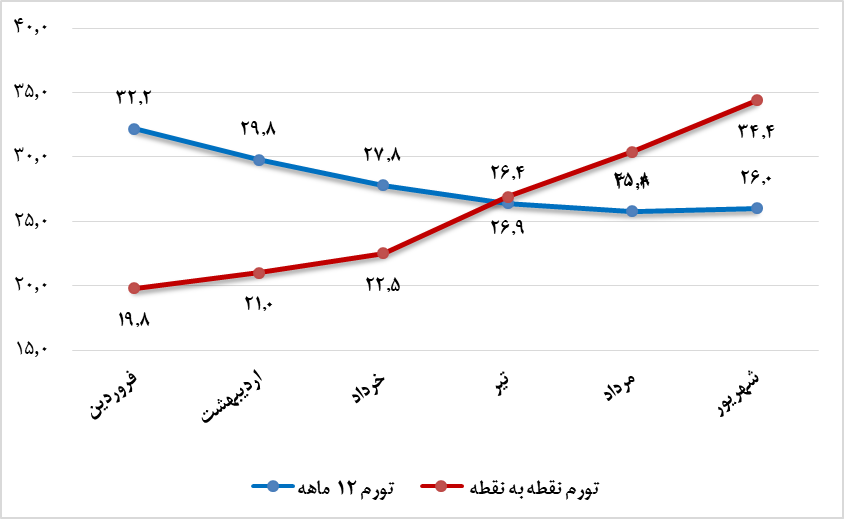 ۴۰,۰
۳۵,۰
۳۰,۰
۲۵,۰
۲۰,۰
۱۵,۰
۳۲,۲
۲۹,۸
۲۷,۸
۲۶,۴
۲۶,۰
۱۹,۸
۲۱,۰
۲۲,۵
۲۶,۹
۳۴,۴
فروردین
اردیبهشت
خرداد
تیر
مرداد
شهریور
تورم ۱۲ ماهه
تورم نقطه به نقطه